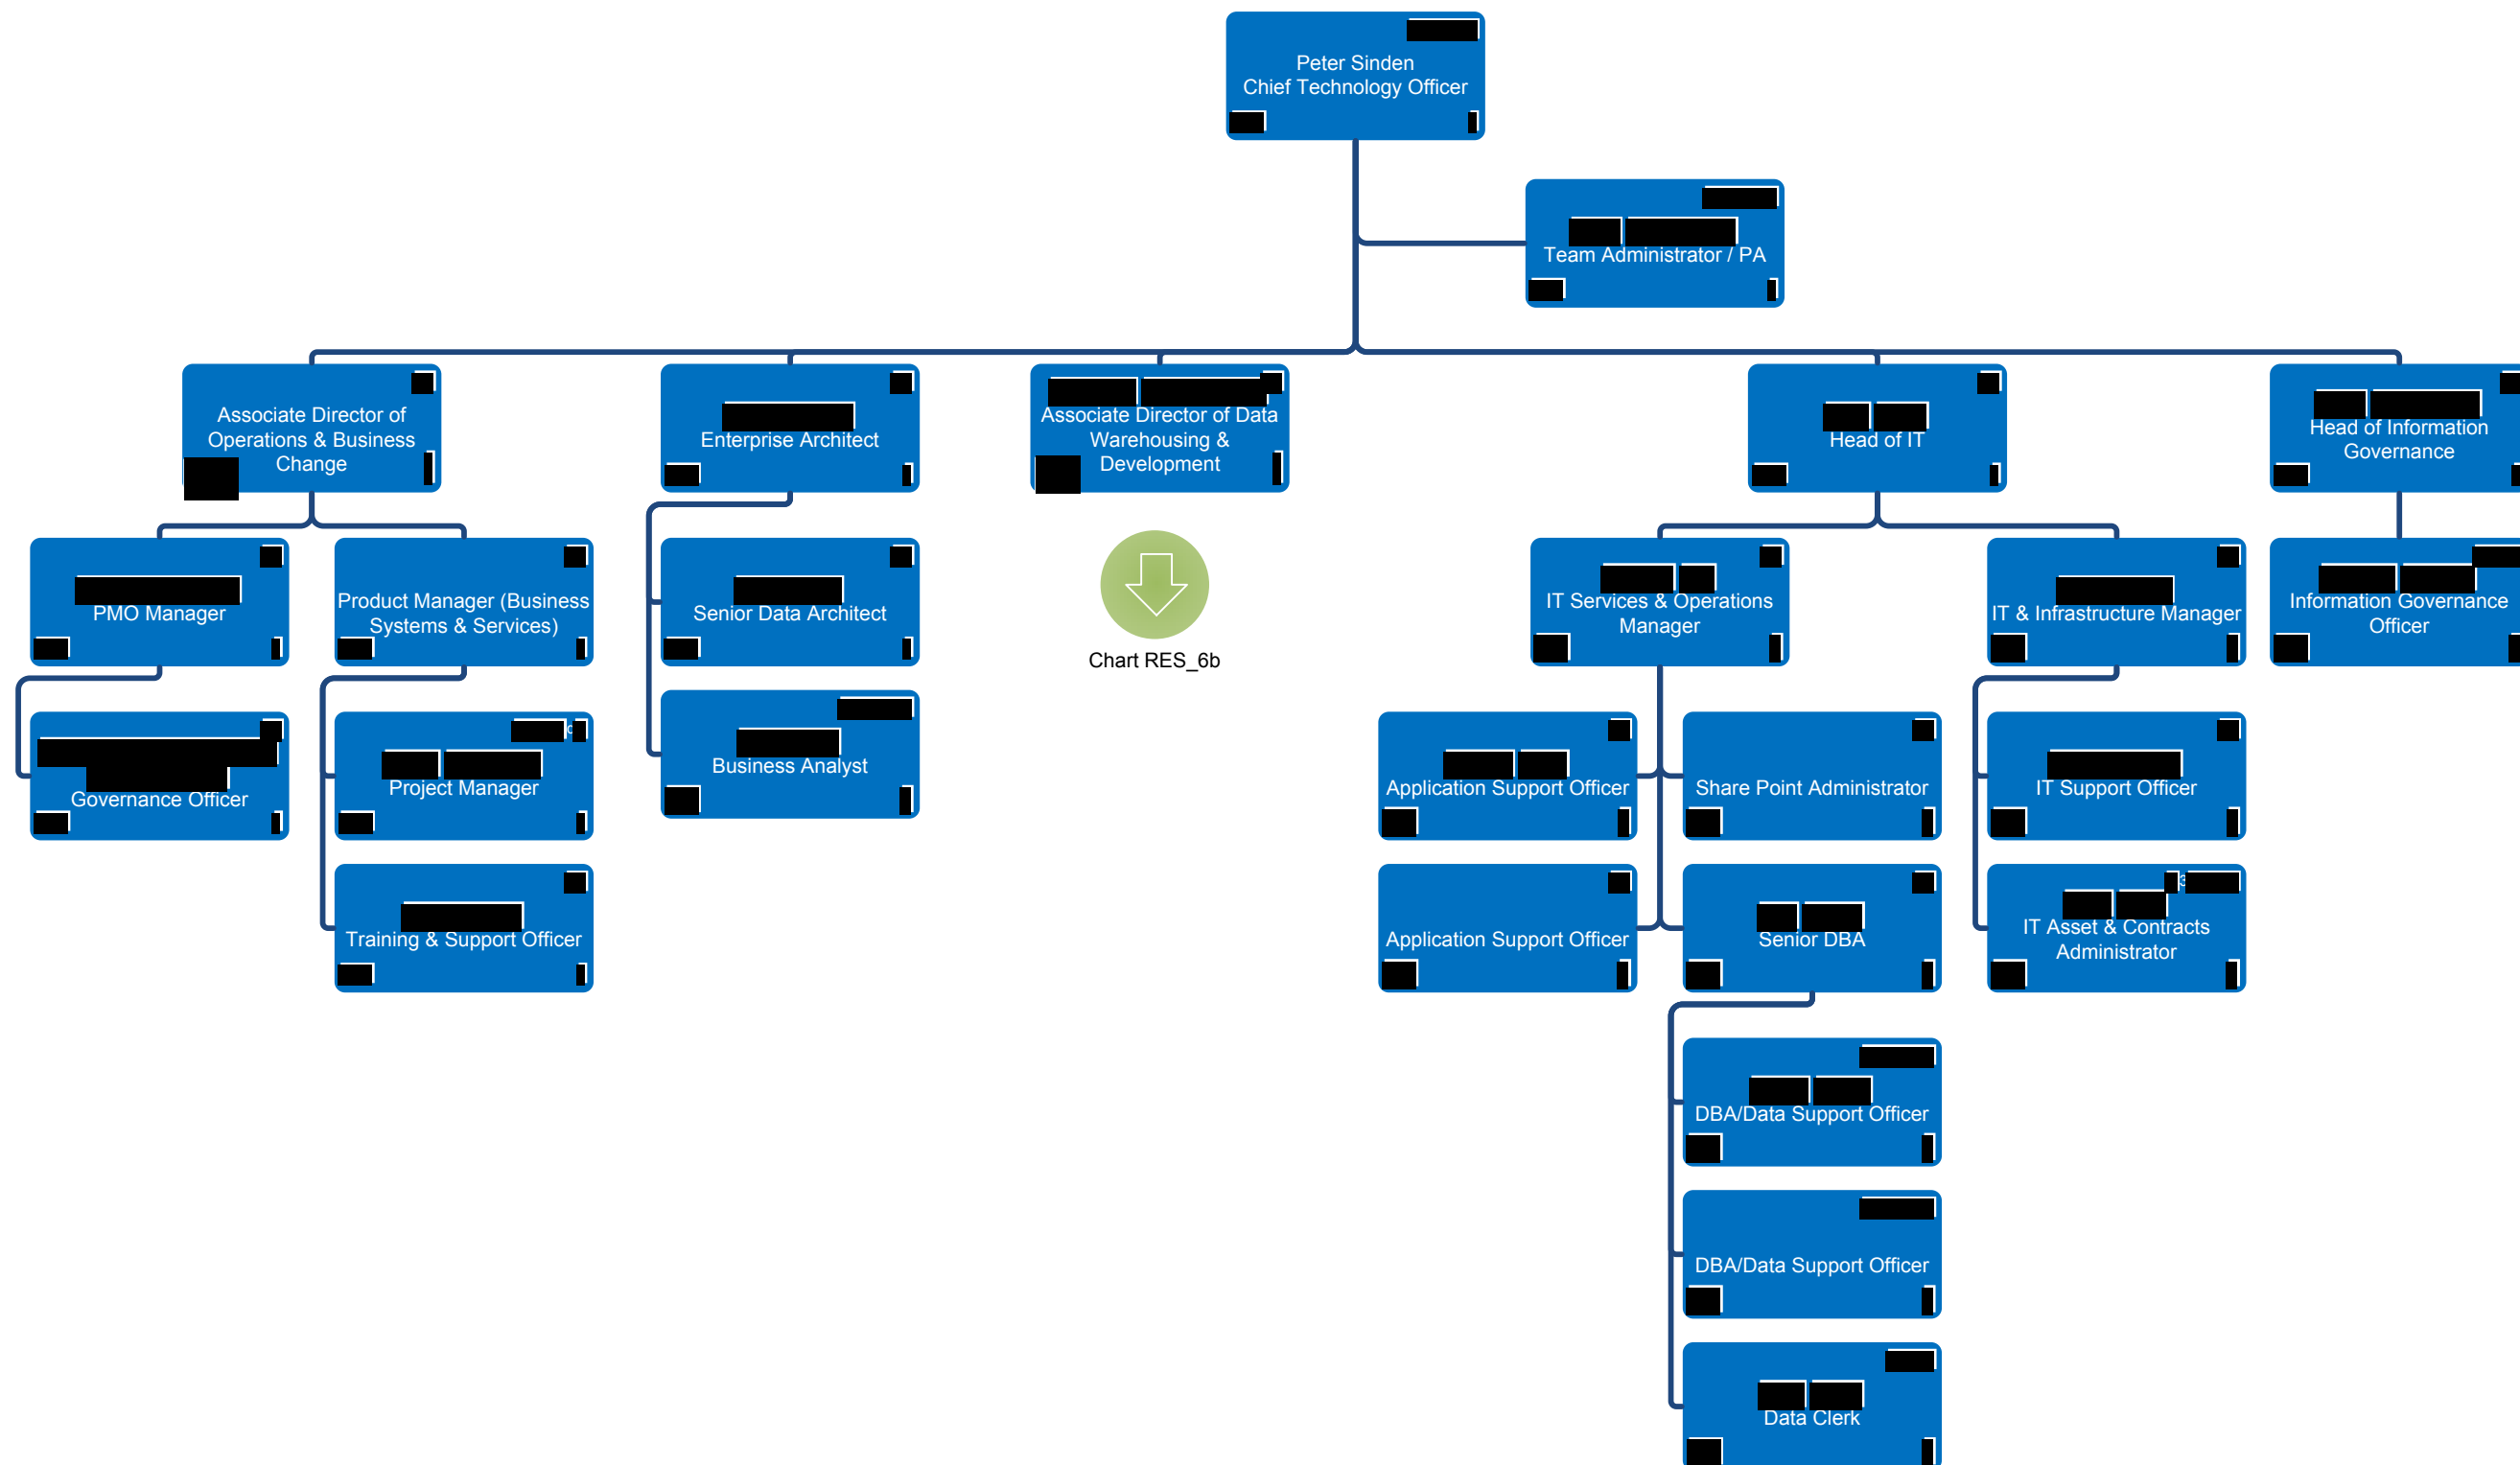 Peter Sinden
Chief Technology Officer
Team Administrator / PA
Associate Director of
Operations & Business
Change
Enterprise Architect
Associate Director of Data
Warehousing &
Development
Head of IT
Head of Information
Governance
PMO Manager
Product Manager (Business
Systems & Services)
Senior Data Architect
Chart RES_6b
IT Services & Operations
Manager
IT & Infrastructure Manager
Information Governance
Officer
Governance Officer
Project Manager
Business Analyst
Application Support Officer
Share Point Administrator
IT Support Officer
Training & Support Officer
Application Support Officer
Senior DBA
IT Asset & Contracts
Administrator
DBA/Data Support Officer
DBA/Data Support Officer
Data Clerk